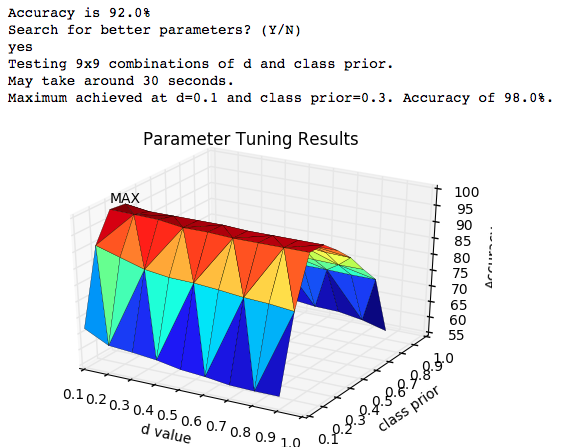 Accuracy is 92.0%
Search for better parameters? (Y/N)
yes
Testing 9x9 combinations of d and class prior.
May take around 30 seconds.
Maximum achieved at d=0.1 and class prior=0.3. Accuracy of 98.0%.
Parameter Tuning Results
MAX
100
95
90
85
80
75
70
65
60
55
Accuracy
0.1 0.2 0.3 0.4 0.5 0.6 0.7 0.8 0.9 1.0
d value
0.1 0.2 0.3 0.4 0.5 0.6 0.7 0.8 0.9 1.0
class prior